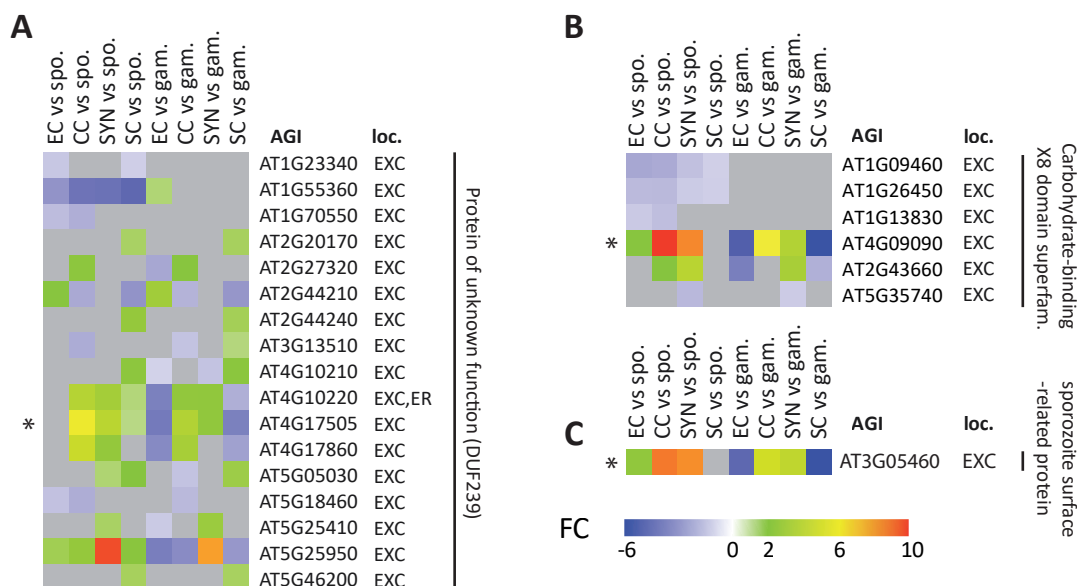 A
EC vs spo.
CC vs spo.
SYN vs spo.
SC vs spo.
EC vs gam.
CC vs gam.
SYN vs gam.
SC vs gam.
AGI loc.
AT1G23340 EXC
AT1G55360 EXC
AT1G70550 EXC
AT2G20170 EXC
AT2G27320 EXC
AT2G44210 EXC
AT2G44240 EXC
AT3G13510 EXC
AT4G10210 EXC
AT4G10220 EXC,ER
* AT4G17505 EXC
AT4G17860 EXC
AT5G05030 EXC
AT5G18460 EXC
AT5G25410 EXC
AT5G25950 EXC
AT5G46200 EXC
Protein of unknown function (DUF239)
B
EC vs spo.
CC vs spo.
SYN vs spo.
SC vs spo.
EC vs gam.
CC vs gam.
SYN vs gam.
SC vs gam.
AGI loc.
AT1G09460 EXC
AT1G26450 EXC
AT1G13830 EXC
* AT4G09090 EXC
AT2G43660 EXC
AT5G35740 EXC
Carbohydrate-binding
X8 domain superfam.
C
EC vs spo.
CC vs spo.
SYN vs spo.
SC vs spo.
EC vs gam.
CC vs gam.
SYN vs gam.
SC vs gam.
AGI loc.
* AT3G05460 EXC
sporozoite surface
-related protein
FC
-6 0 2 6 10